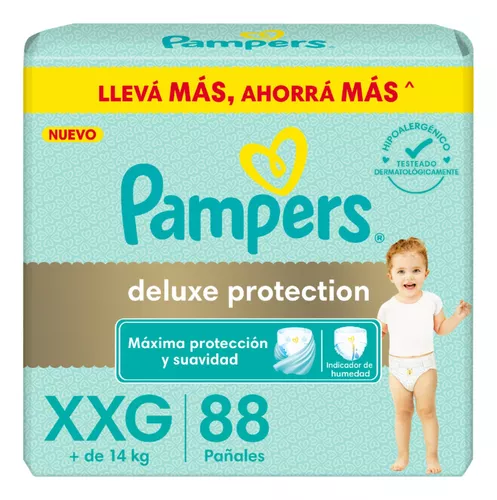 Pampers
LLEVÁ MÁS, AHORRÁ MÁS ^
NUEVO
HIPOALERGÉNICO
TESTEADO
DERMATOLÓGICAMENTE
Pampers®
deluxe protection
Máxima protección
y suavidad
Indicador de
humedad
XXG
+ de 14 kg
88
Pañales